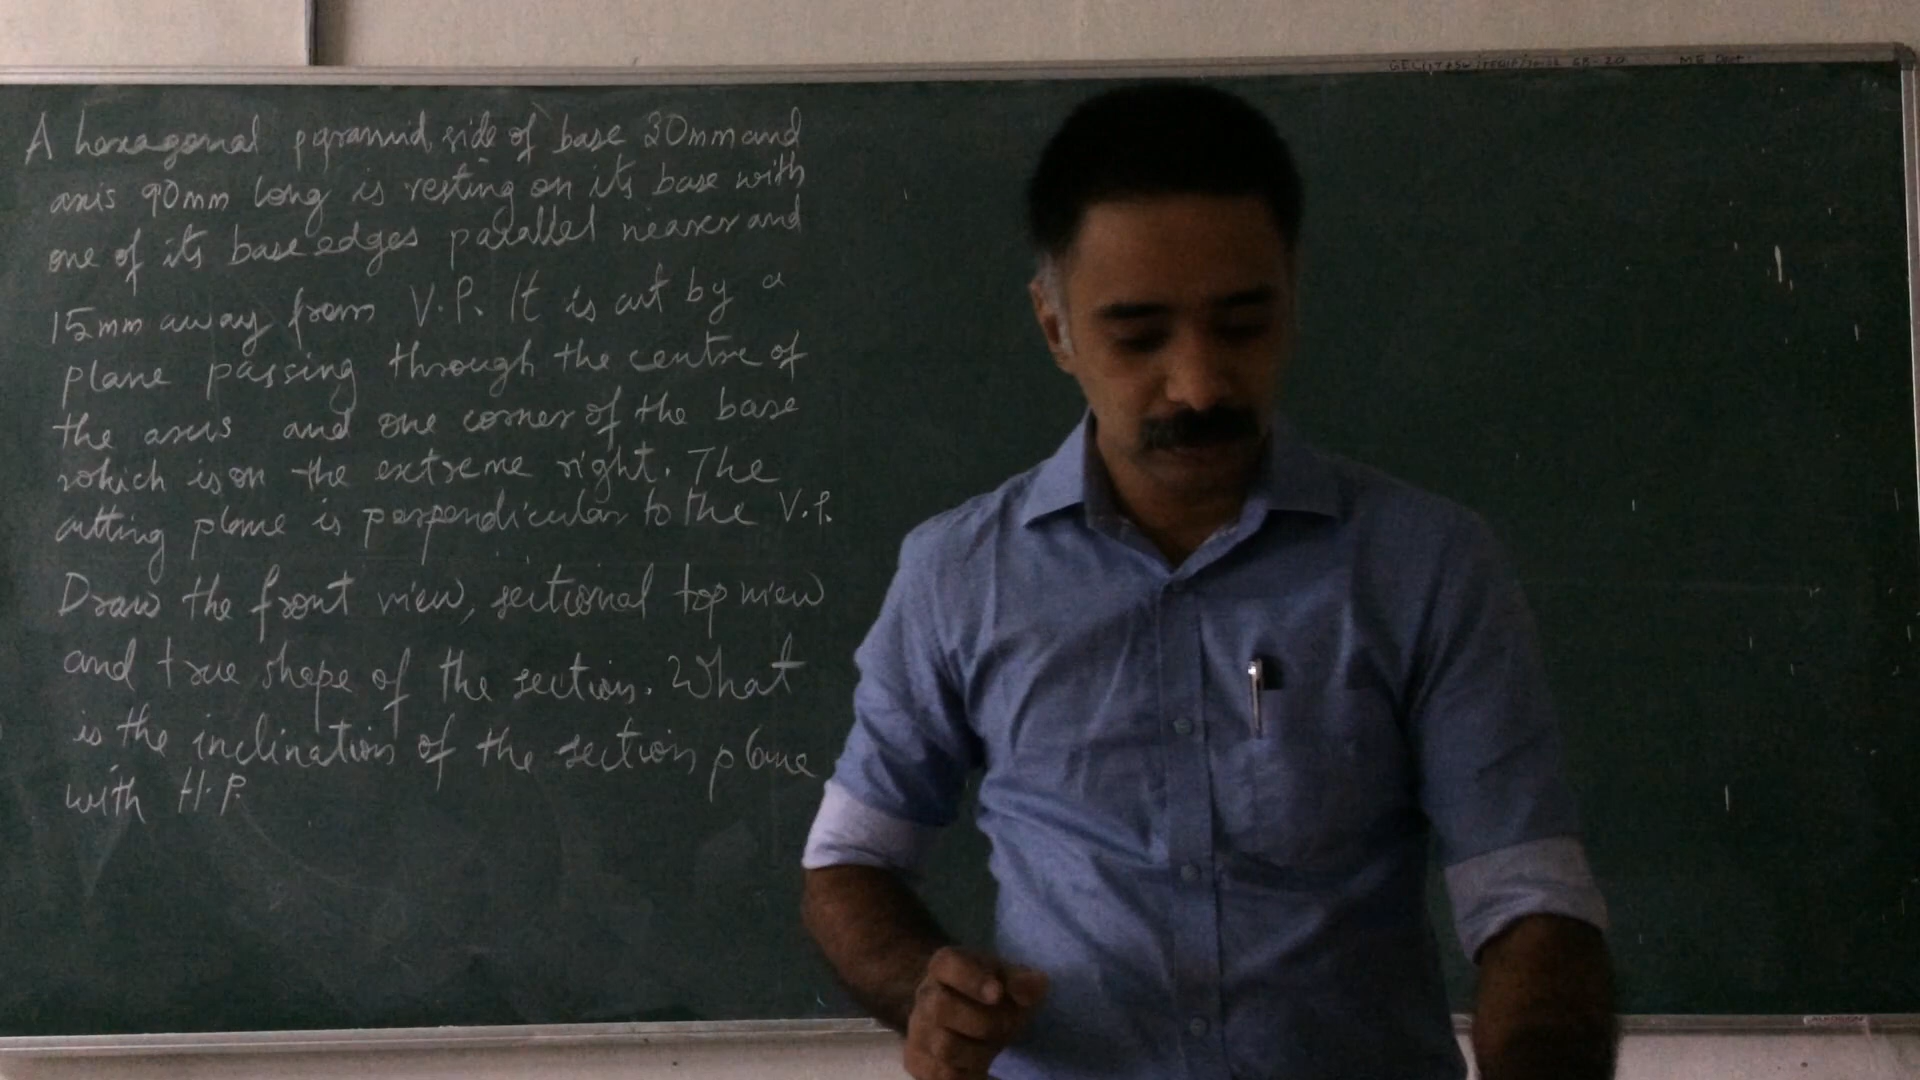 A hexagonal pyramid, side of base 30mm and
axis 90mm long is resting on its base with
one of its base edges parallel nearer and
15mm away from V.P. It is cut by a
plane passing through the centre of
the axis and one corner of the base
which is on the extreme right. The
cutting plane is perpendicular to the V.P.
Draw the front view, sectional top view
and true shape of the section. What
is the inclination of the section plane
with H.P.
ME Dept.